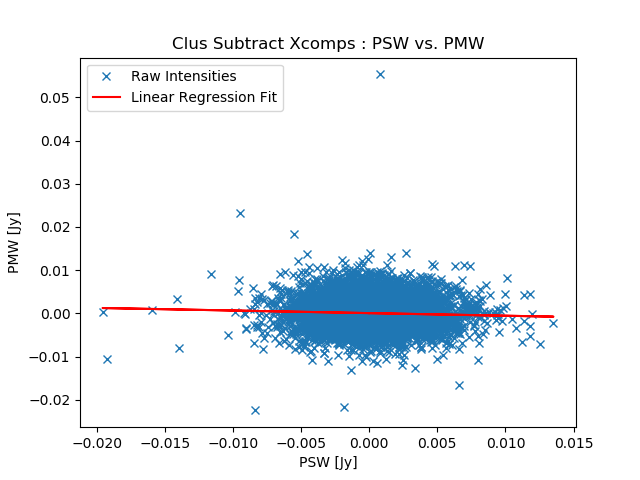 Clus Subtract Xcomps : PSW vs. PMW
Raw Intensities
Linear Regression Fit
PMW [Jy]
0.05
0.04
0.03
0.02
0.01
0.00
−0.01
−0.02
−0.020 −0.015 −0.010 −0.005 0.000 0.005 0.010 0.015
PSW [Jy]